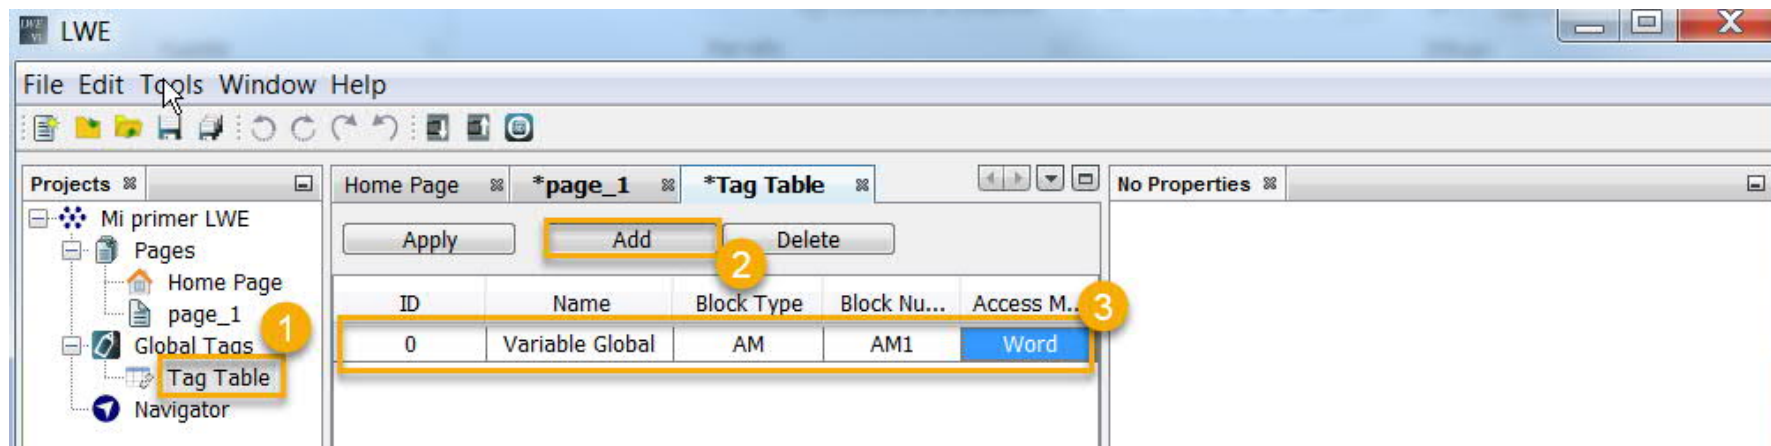 LWE
File Edit Tools Window Help
Projects
Home Page
*page_1
*Tag Table
No Properties
Mi primer LWE
Pages
Home Page
page_1
1
Global Tags
Tag Table
Navigator
Apply
Add
Delete
2
ID
Name
Block Type
Block Nu...
Access M...
3
0
Variable Global
AM
AM1
Word